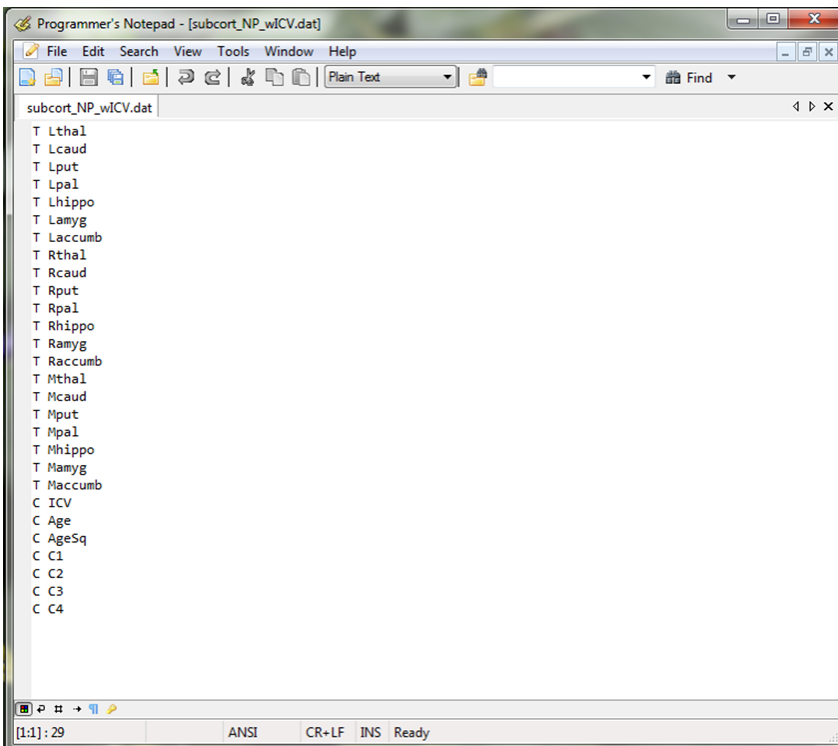 Programmer's Notepad - [subcort_NP_wICV.dat]
File Edit Search View Tools Window Help
Plain Text Find
subcort_NP_wICV.dat
T Lthal
T Lcaud
T Lput
T Lpal
T Lhippo
T Lamyg
T Laccumb
T Rthal
T Rcaud
T Rput
T Rpal
T Rhippo
T Ramyg
T Raccumb
T Mthal
T Mcaud
T Mput
T Mpal
T Mhippo
T Mamyg
T Maccumb
C ICV
C Age
C AgeSq
C C1
C C2
C C3
C C4
[1:1] : 29 ANSI CR+LF INS Ready